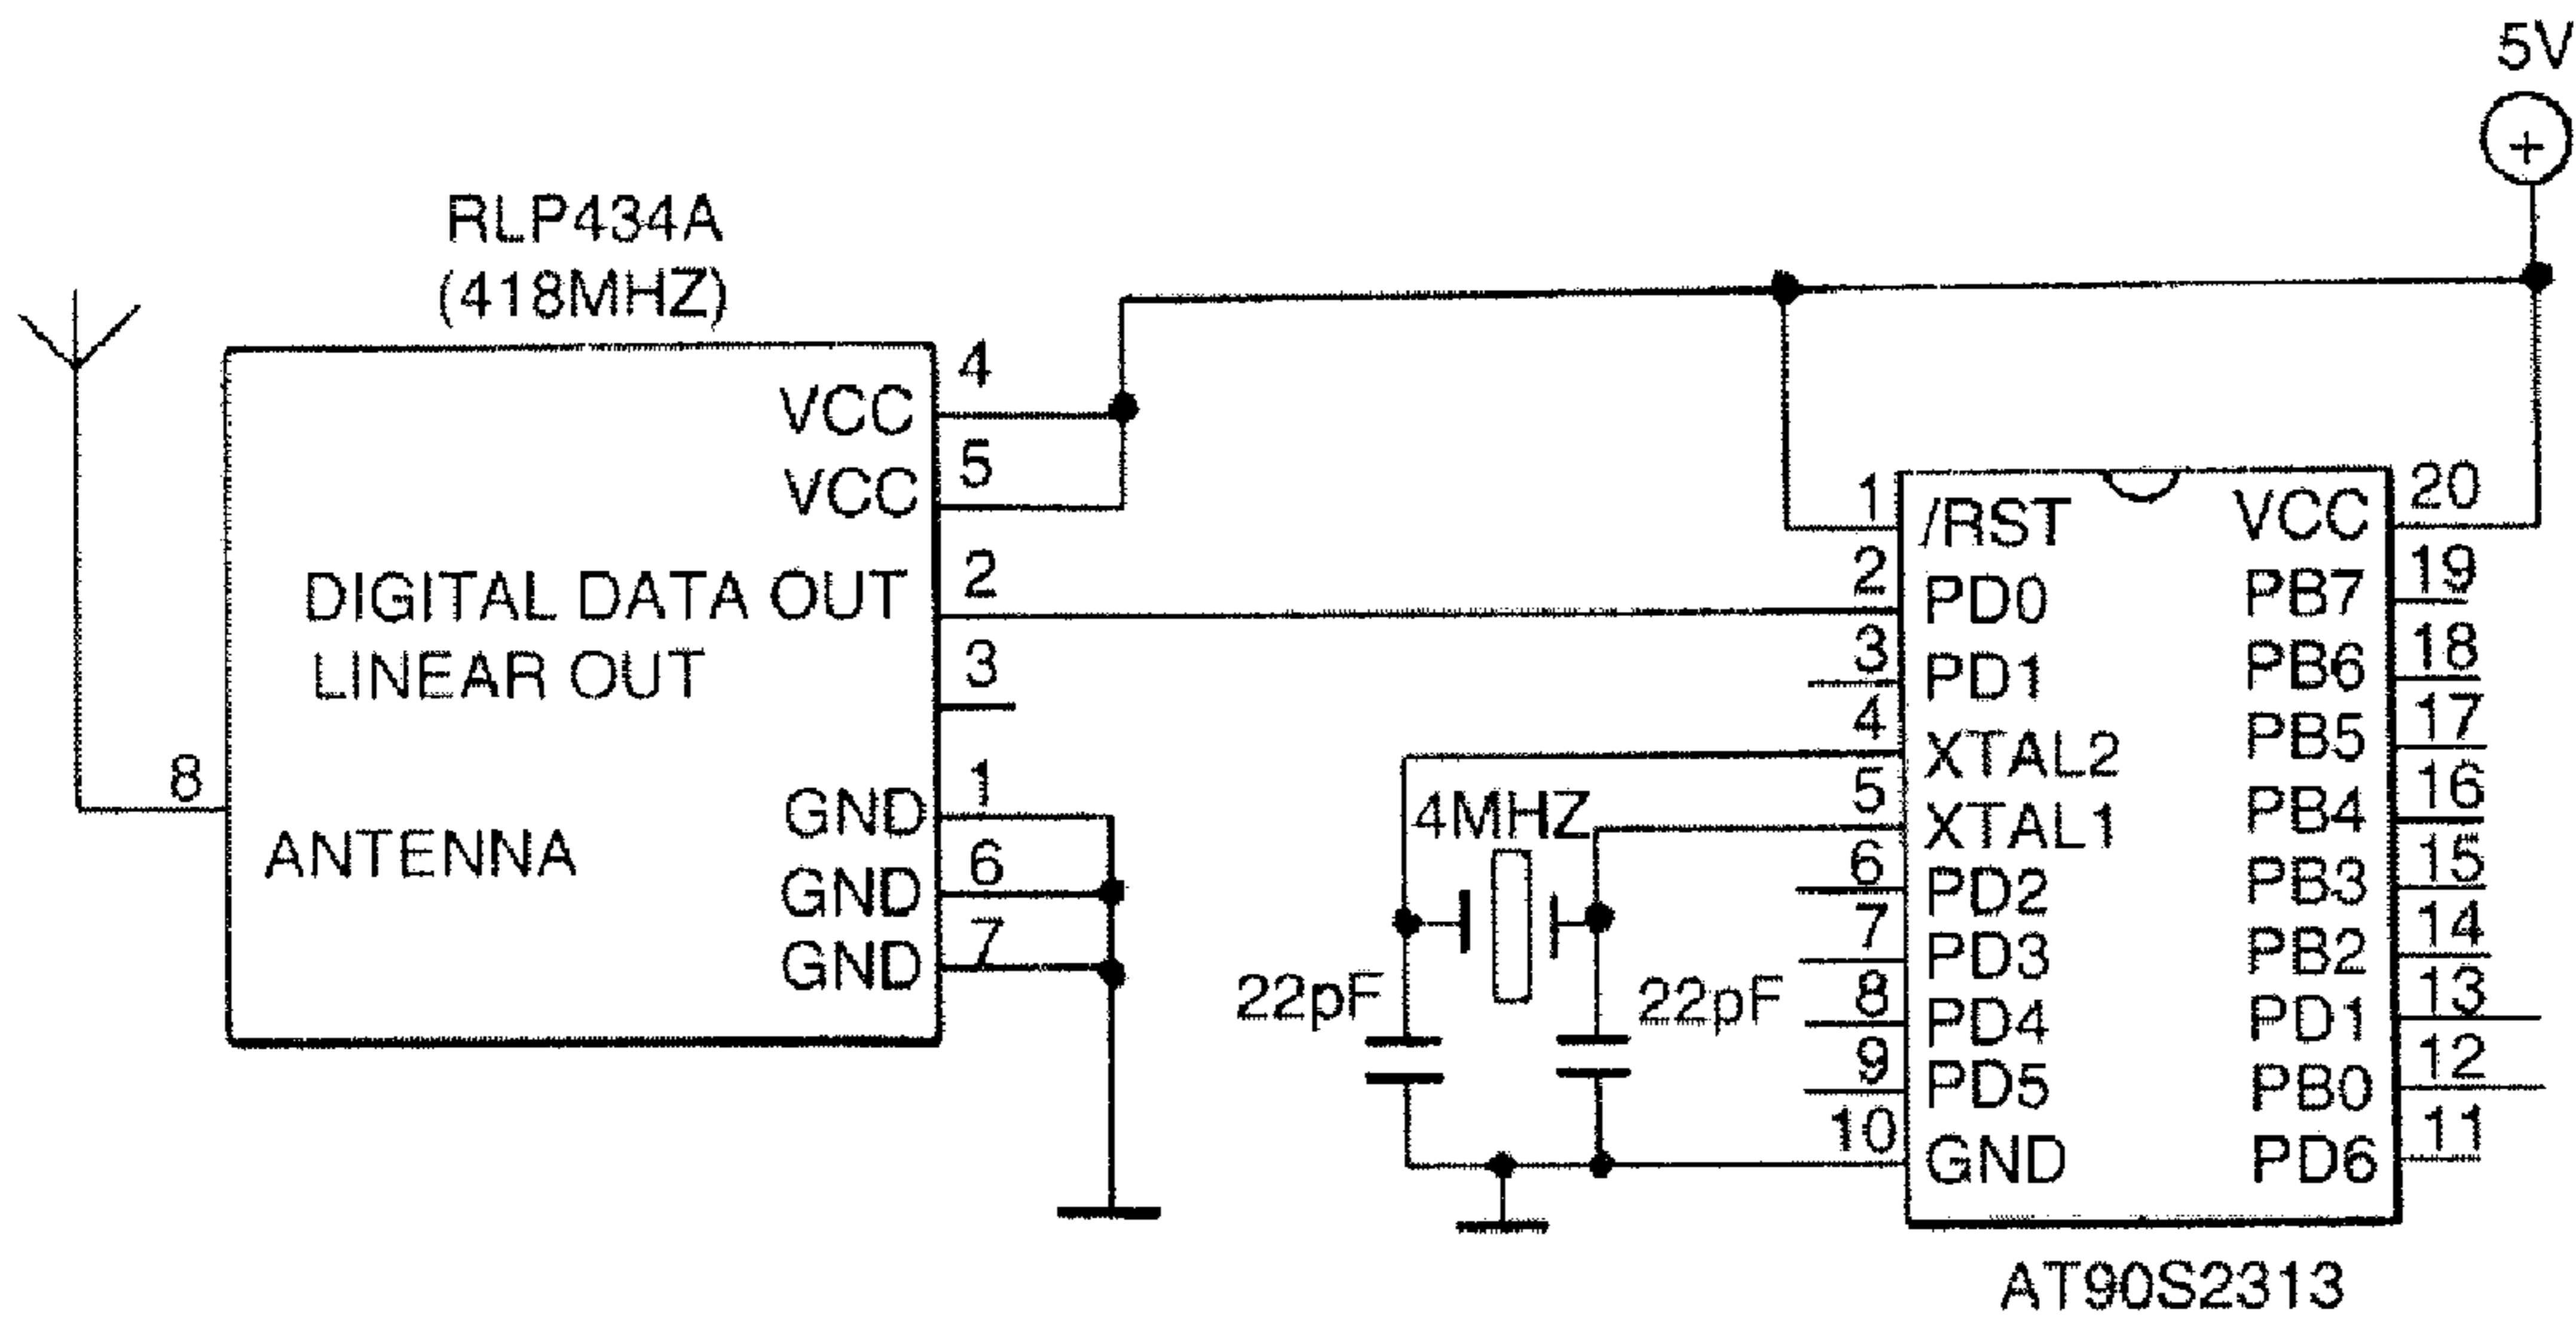 5V
+
RLP434A
(418MHZ)
VCC 4
VCC 5
DIGITAL DATA OUT 2
LINEAR OUT 3
8
ANTENNA
GND 1
GND 6
GND 7
4MHZ
22pF
22pF
1 /RST VCC 20
2 PD0 PB7 19
3 PD1 PB6 18
4 XTAL2 PB5 17
5 XTAL1 PB4 16
6 PD2 PB3 15
7 PD3 PB2 14
8 PD4 PD1 13
9 PD5 PB0 12
10 GND PD6 11
AT90S2313